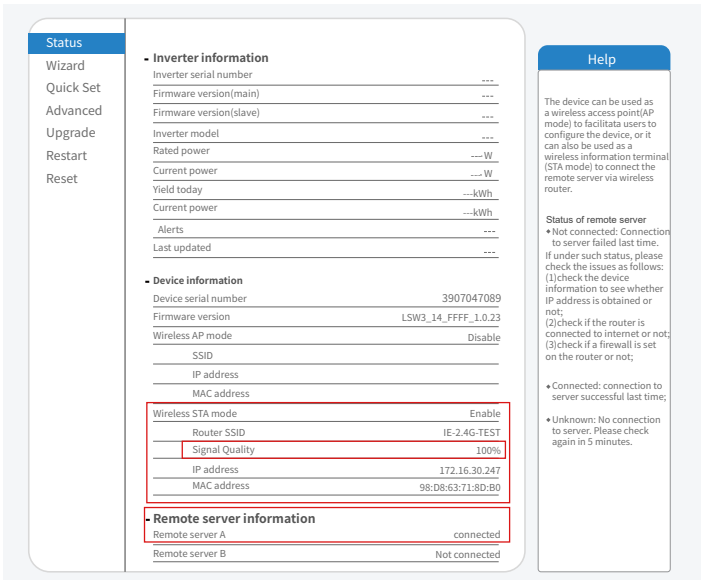 Status
Wizard
Quick Set
Advanced
Upgrade
Restart
Reset
- Inverter information
Inverter serial number ---
Firmware version(main) ---
Firmware version(slave) ---
Inverter model ---
Rated power --- W
Current power --- W
Yield today ---kWh
Current power ---kWh
Alerts ---
Last updated ---
- Device information
Device serial number 3907047089
Firmware version LSW3_14_FFFF_1.0.23
Wireless AP mode Disable
SSID
IP address
MAC address
Wireless STA mode Enable
Router SSID IE-2.4G-TEST
Signal Quality 100%
IP address 172.16.30.247
MAC address 98:D8:63:71:8D:B0
- Remote server information
Remote server A connected
Remote server B Not connected
Help
The device can be used as
a wireless access point(AP
mode) to facilitata users to
configure the device, or it
can also be used as a
wireless information terminal
(STA mode) to connect the
remote server via wireless
router.
Status of remote server
◆Not connected: Connection
to server failed last time.
If under such status, please
check the issues as follows:
(1)check the device
information to see whether
IP address is obtained or
not;
(2)check if the router is
connected to internet or not;
(3)check if a firewall is set
on the router or not;
◆Connected: connection to
server successful last time;
◆Unknown: No connection
to server. Please check
again in 5 minutes.